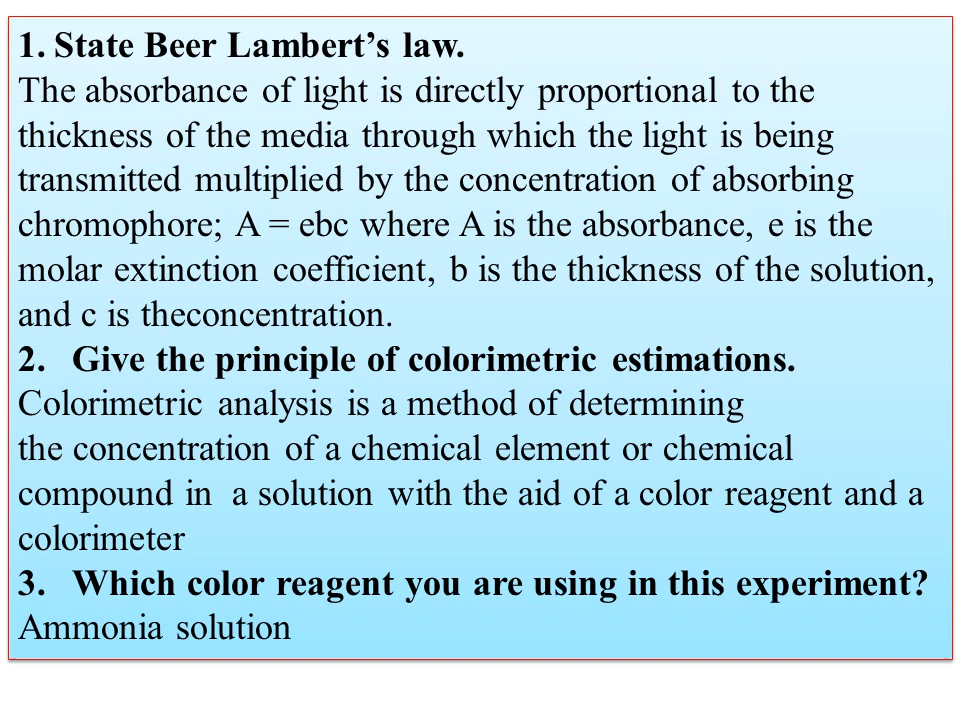 1. State Beer Lambert’s law.
The absorbance of light is directly proportional to the
thickness of the media through which the light is being
transmitted multiplied by the concentration of absorbing
chromophore; A = ebc where A is the absorbance, e is the
molar extinction coefficient, b is the thickness of the solution,
and c is theconcentration.
2. Give the principle of colorimetric estimations.
Colorimetric analysis is a method of determining
the concentration of a chemical element or chemical
compound in a solution with the aid of a color reagent and a
colorimeter
3. Which color reagent you are using in this experiment?
Ammonia solution